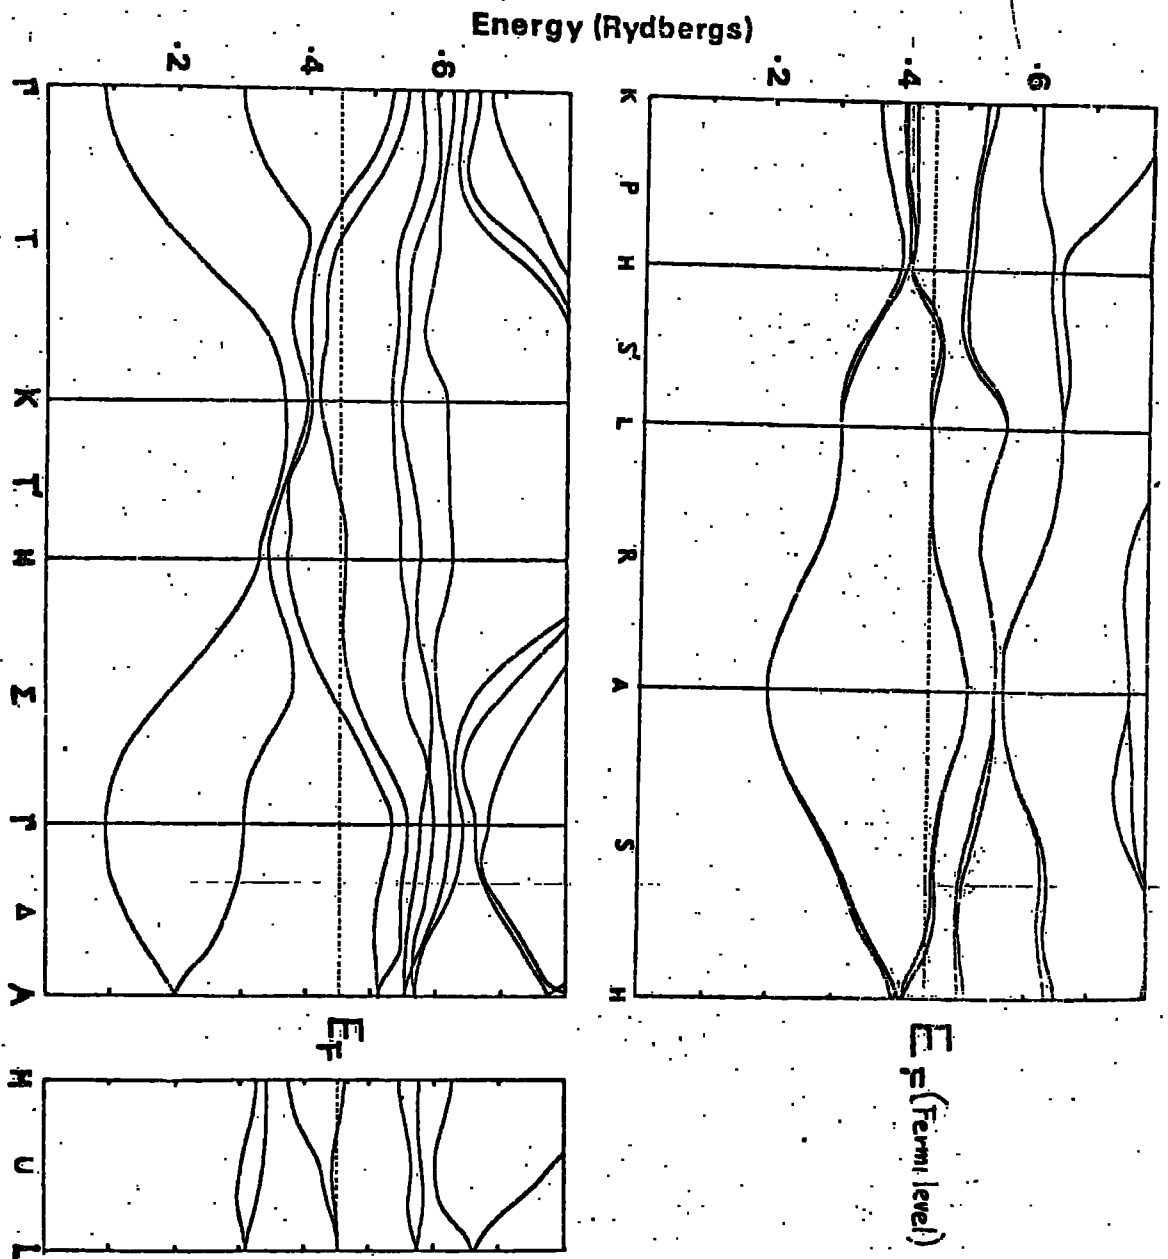 Energy (Rydbergs)
.2 .4 .6
Γ T K T' M Σ Γ Δ A
E_F
M U L
.2 .4 .6
K P H S' L R A S H
E_F (Fermi level)